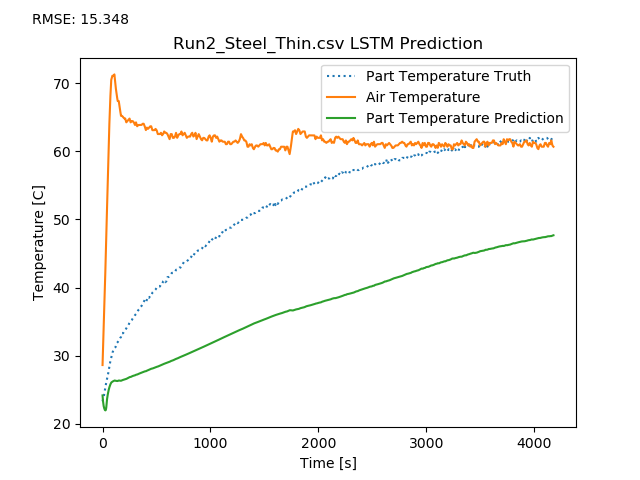 RMSE: 15.348
Run2_Steel_Thin.csv LSTM Prediction
Part Temperature Truth
Air Temperature
Part Temperature Prediction
Temperature [C]
70
60
50
40
30
20
0 1000 2000 3000 4000
Time [s]